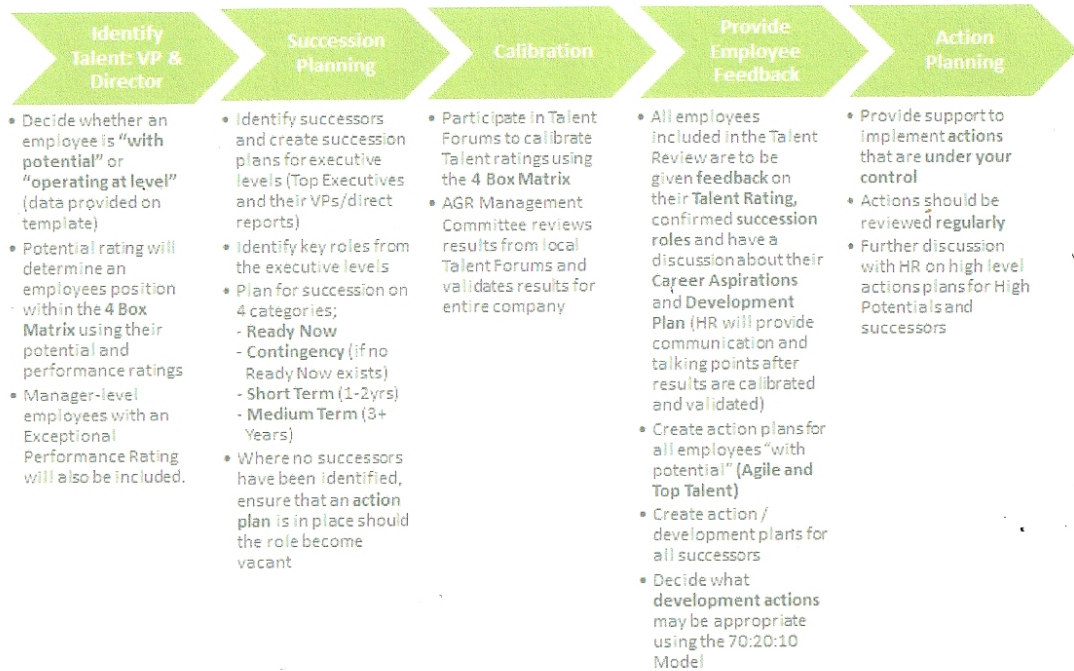 Identify
Talent: VP &
Director
• Decide whether an
employee is "with
potential" or
"operating at level"
(data provided on
template)
• Potential rating will
determine an
employees position
within the 4 Box
Matrix using their
potential and
performance ratings
• Manager-level
employees with an
Exceptional
Performance Rating
will also be included.
Succession
Planning
• Identify successors
and create succession
plans for executive
levels (Top Executives
and their VPs/direct
reports)
• Identify key roles from
the executive levels
• Plan for succession on
4 categories;
- Ready Now
- Contingency (if no
Ready Now exists)
- Short Term (1-2yrs)
- Medium Term (3+
Years)
• Where no successors
have been identified,
ensure that an action
plan is in place should
the role become
vacant
Calibration
• Participate in Talent
Forums to calibrate
Talent ratings using
the 4 Box Matrix
• AGR Management
Committee reviews
results from local
Talent Forums and
validates results for
entire company
Provide
Employee
Feedback
• All employees
included in the Talent
Review are to be
given feedback on
their Talent Rating,
confirmed succession
roles and have a
discussion about their
Career Aspirations
and Development
Plan (HR will provide
communication and
talking points after
results are calibrated
and validated)
• Create action plans for
all employees "with
potential" (Agile and
Top Talent)
• Create action /
development plans for
all successors
• Decide what
development actions
may be appropriate
using the 70:20:10
Model
Action
Planning
• Provide support to
implement actions
that are under your
control
• Actions should be
reviewed regularly
• Further discussion
with HR on high level
actions plans for High
Potentials and
successors